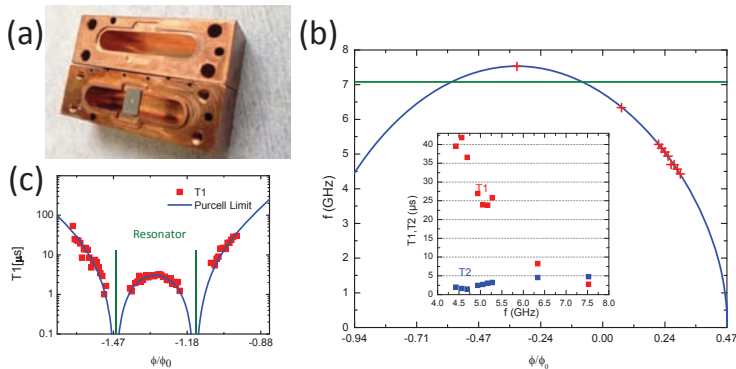 (a)
(b)
8
7
6
5
4
3
2
1
0
f (GHz)
-0.94
-0.71
-0.47
-0.24
0.00
0.24
0.47
ϕ/ϕ₀
40
35
30
25
20
15
10
5
0
T1,T2 (µs)
T1
T2
4.0
4.5
5.0
5.5
6.0
6.5
7.0
7.5
8.0
f (GHz)
(c)
T1
Purcell Limit
Resonator
100
10
1
0.1
T1[µs]
-1.47
-1.18
-0.88
ϕ/ϕ₀